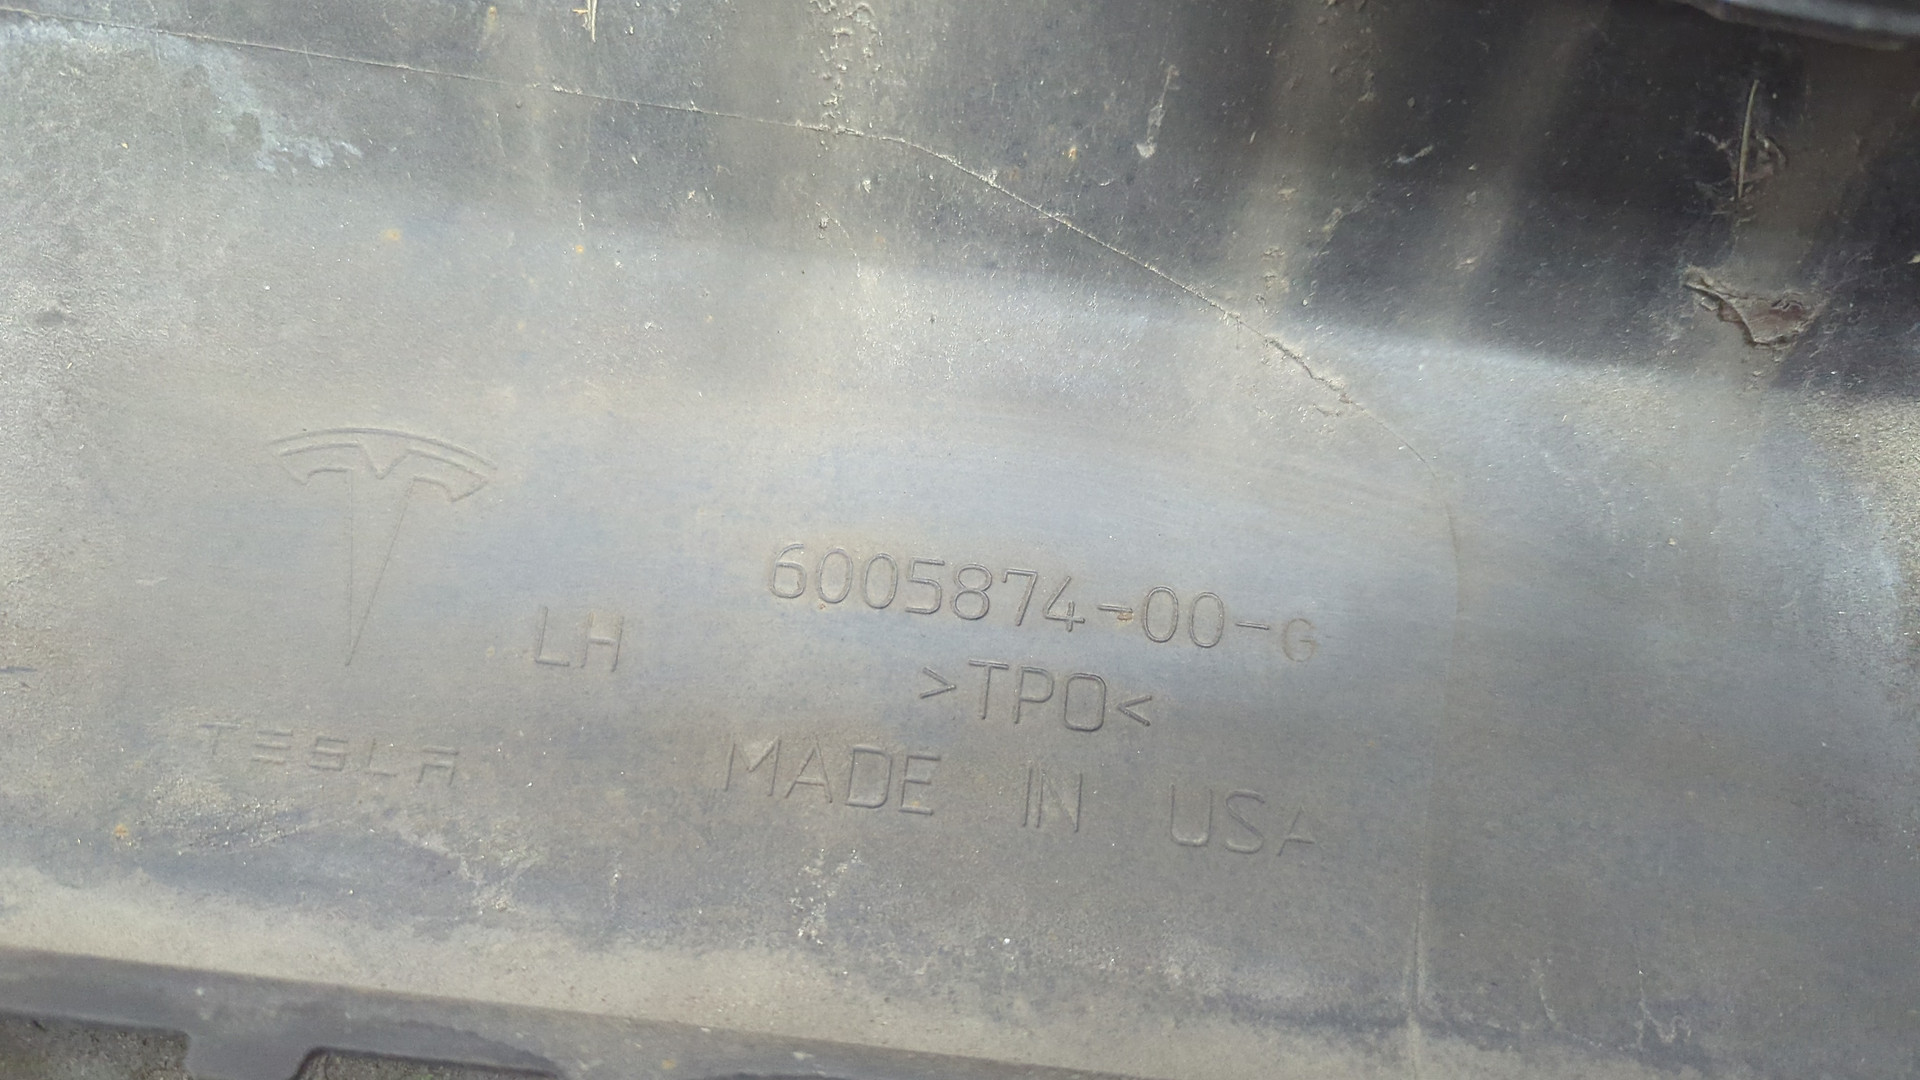 6005874-00-G
LH
>TPO<
TESLA
MADE IN USA